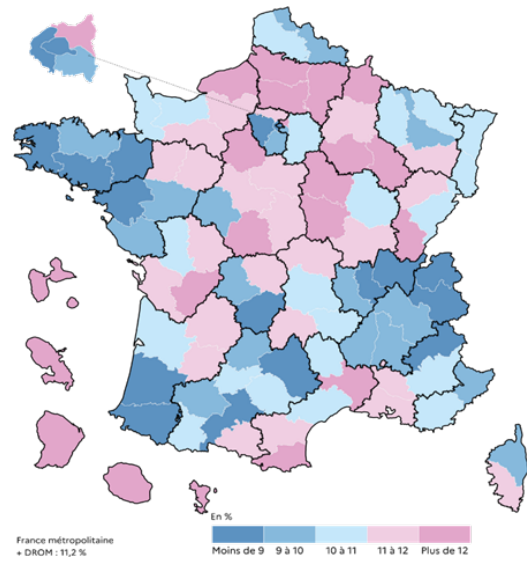 En %
Moins de 9 9 à 10 10 à 11 11 à 12 Plus de 12
France métropolitaine
+ DROM : 11,2 %